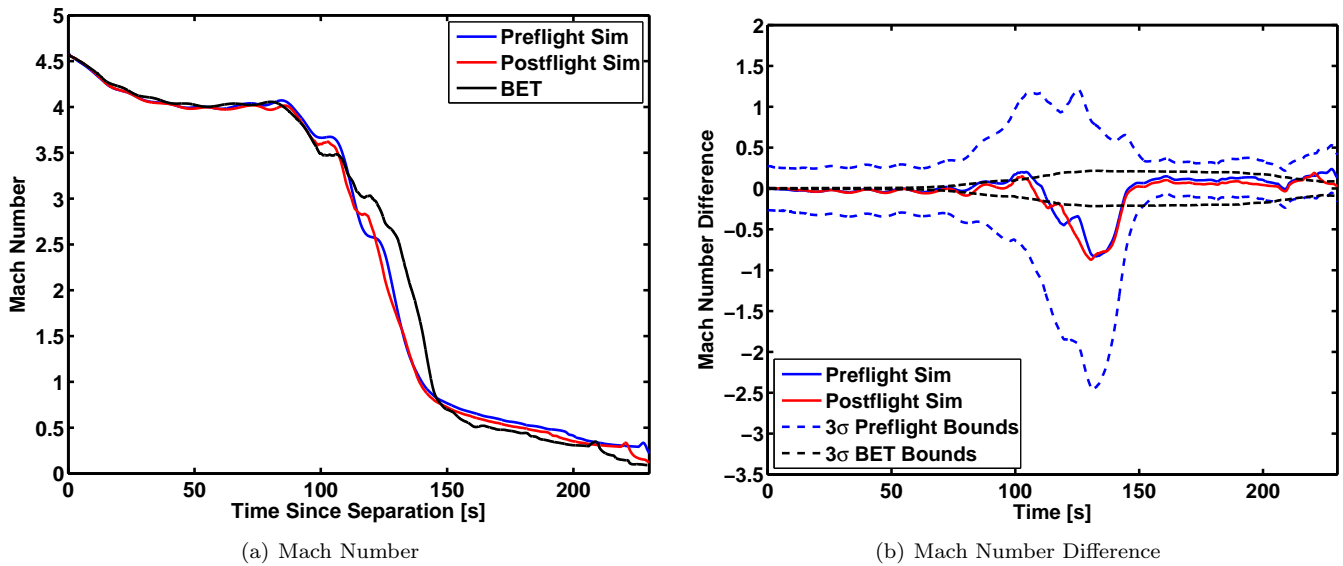 5
4.5
4
3.5
3
2.5
2
1.5
1
0.5
0
Mach Number
0 50 100 150 200
Time Since Separation [s]
Preflight Sim
Postflight Sim
BET
(a) Mach Number
2
1.5
1
0.5
0
−0.5
−1
−1.5
−2
−2.5
−3
−3.5
Mach Number Difference
0 50 100 150 200
Time [s]
Preflight Sim
Postflight Sim
3σ Preflight Bounds
3σ BET Bounds
(b) Mach Number Difference